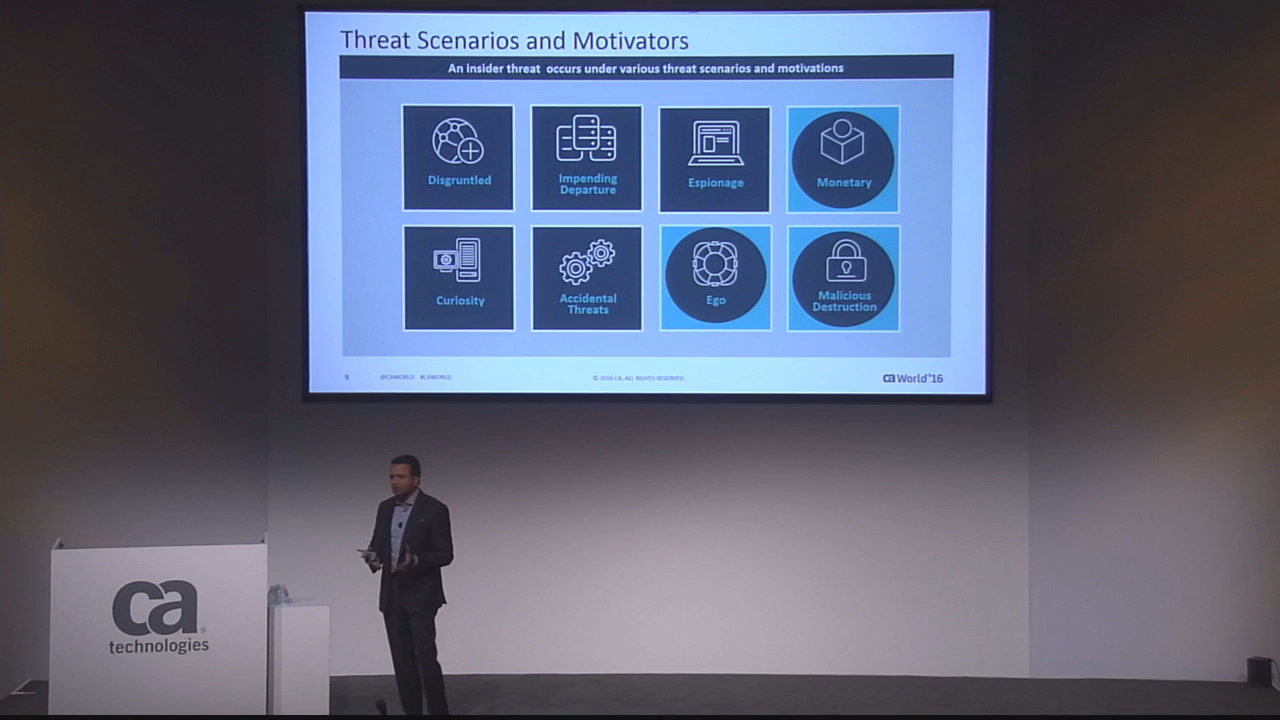 Threat Scenarios and Motivators
An insider threat occurs under various threat scenarios and motivations
Disgruntled
Impending
Departure
Espionage
Monetary
Curiosity
Accidental
Threats
Ego
Malicious
Destruction
9 @CAWORLD #CAWORLD © 2016 CA. ALL RIGHTS RESERVED. ca World '16
ca
technologies